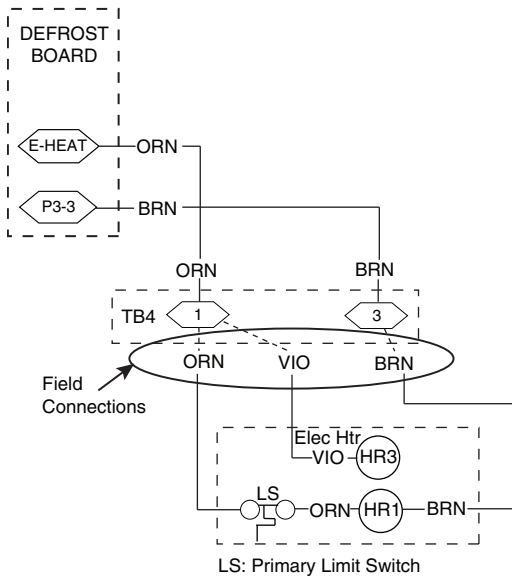 DEFROST
BOARD
E-HEAT
ORN
P3-3
BRN
ORN
BRN
TB4
1
3
ORN
VIO
BRN
Field
Connections
Elec Htr
VIO
HR3
LS
ORN
HR1
BRN
LS: Primary Limit Switch